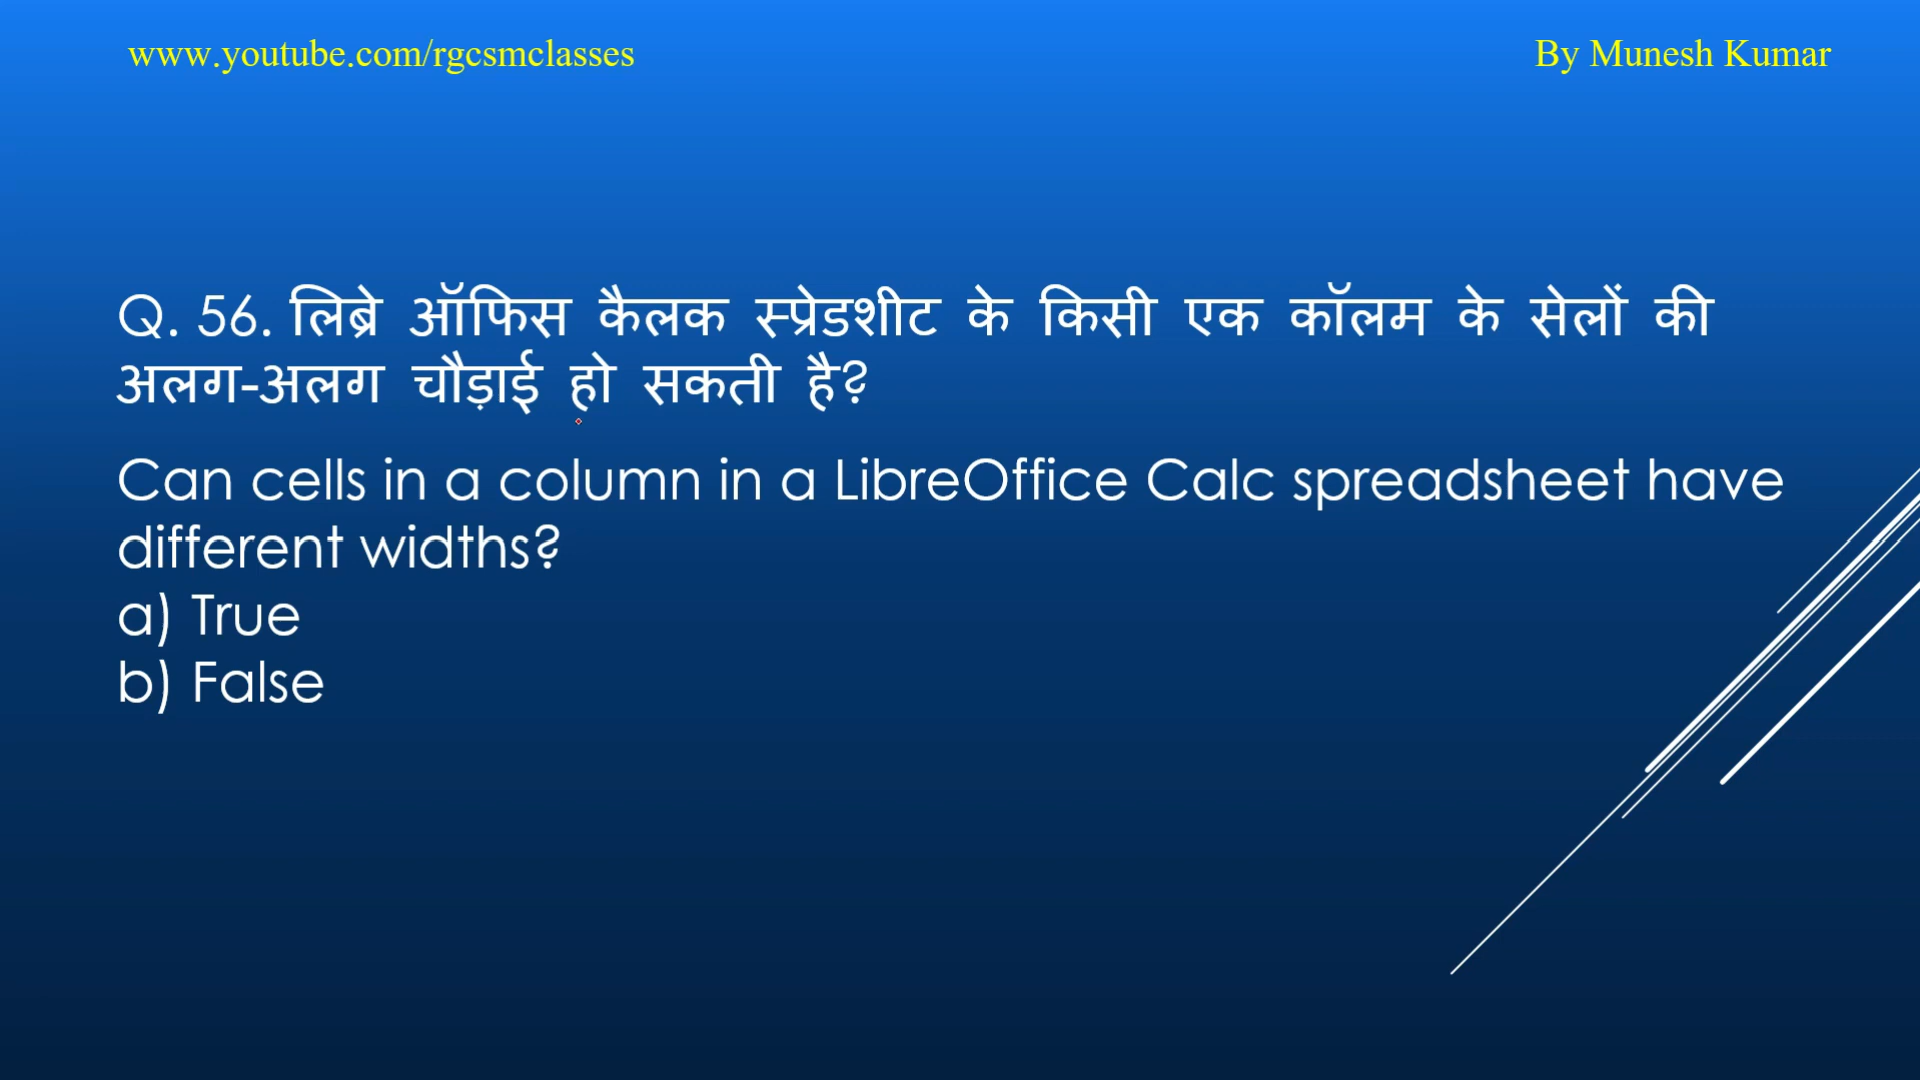 www.youtube.com/rgcsmclasses
By Munesh Kumar
Q. 56. लिब्रे ऑफिस कैलक स्प्रेडशीट के किसी एक कॉलम के सेलों की
अलग-अलग चौड़ाई हो सकती है?
Can cells in a column in a LibreOffice Calc spreadsheet have
different widths?
a) True
b) False